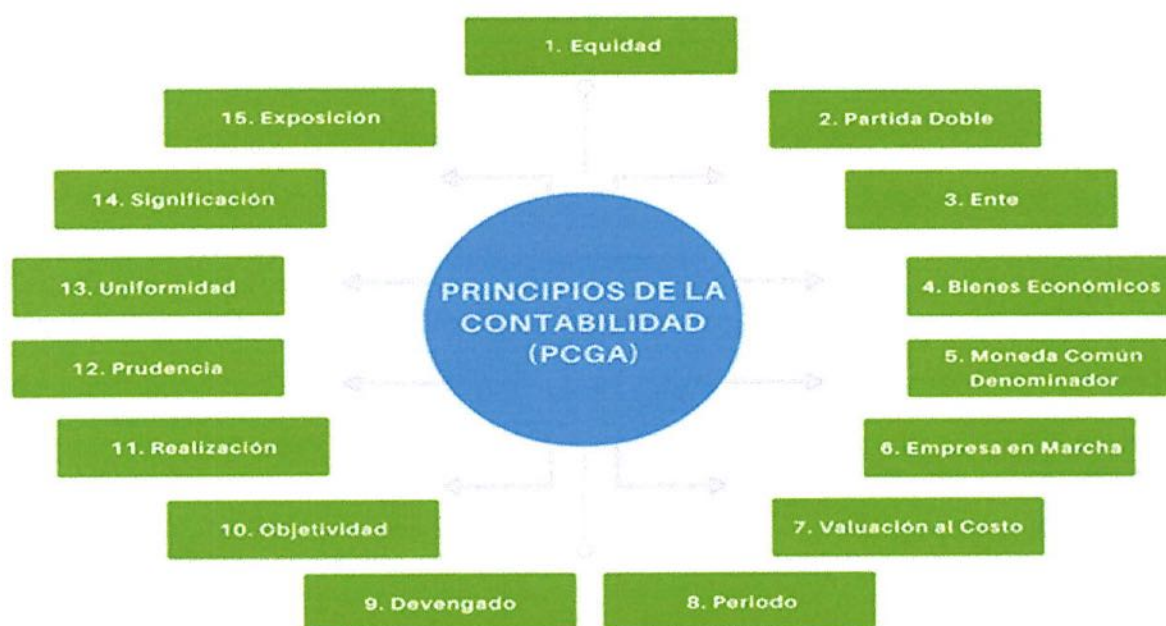 1. Equidad
2. Partida Doble
3. Ente
4. Bienes Económicos
5. Moneda Común
Denominador
6. Empresa en Marcha
7. Valuación al Costo
8. Periodo
9. Devengado
10. Objetividad
11. Realización
12. Prudencia
13. Uniformidad
14. Significación
15. Exposición
PRINCIPIOS DE LA
CONTABILIDAD
(PCGA)